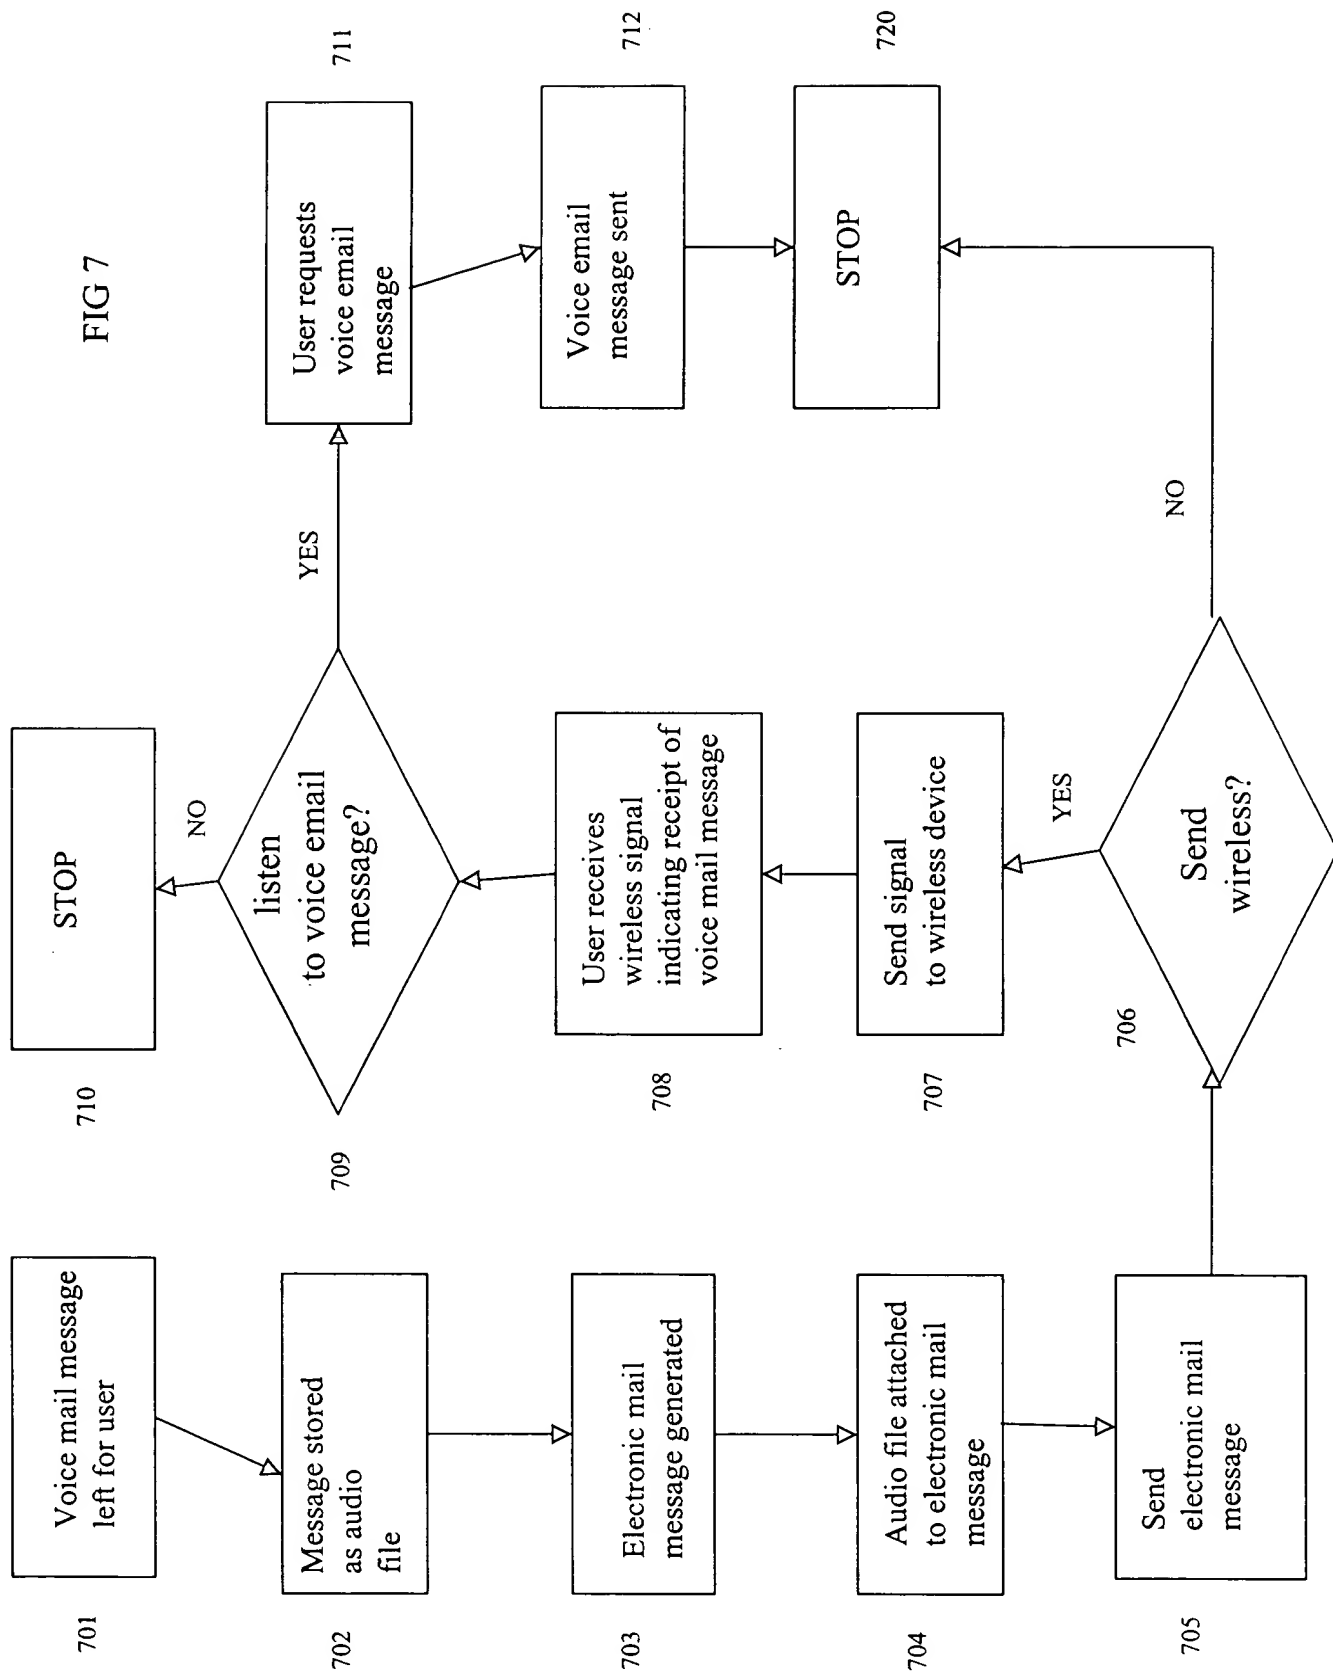 FIG 7
701
Voice mail message
left for user
702
Message stored
as audio
file
703
Electronic mail
message generated
704
Audio file attached
to electronic mail
message
705
Send
electronic mail
message
706
Send
wireless?
YES
NO
707
Send signal
to wireless device
708
User receives
wireless signal
indicating receipt of
voice mail message
709
listen
to voice email
message?
NO
YES
710
STOP
711
User requests
voice email
message
712
Voice email
message sent
720
STOP